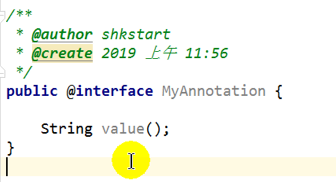 /**
 * @author shkstart
 * @create 2019 上午 11:56
 */
public @interface MyAnnotation {
    String value();
}